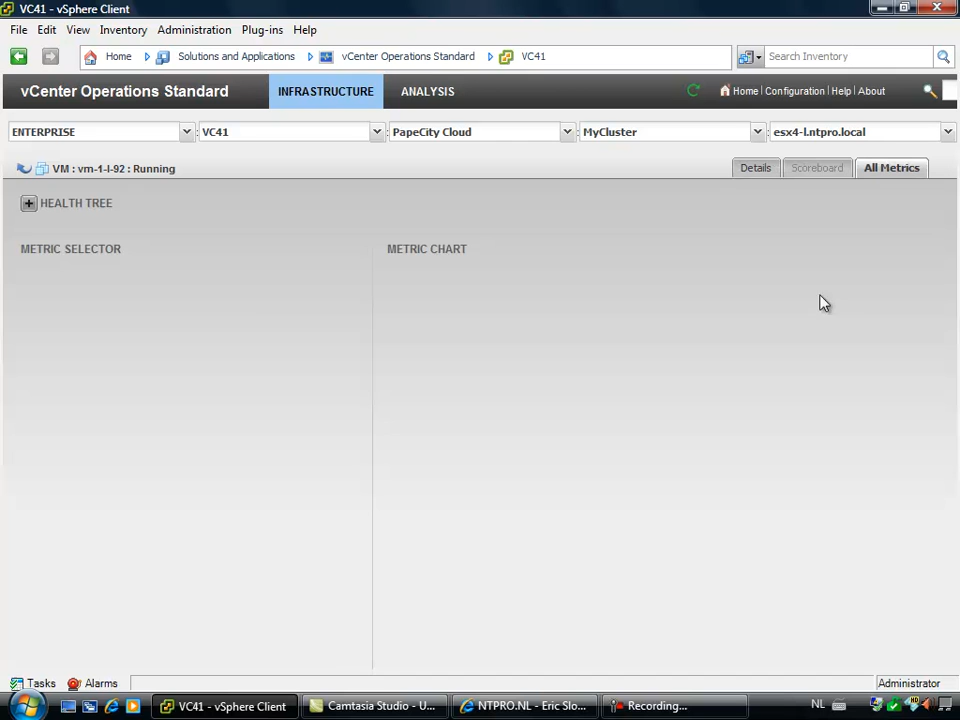 VC41 - vSphere Client
File Edit View Inventory Administration Plug-ins Help
Home Solutions and Applications vCenter Operations Standard VC41 Search Inventory
vCenter Operations Standard INFRASTRUCTURE ANALYSIS Home | Configuration | Help | About
ENTERPRISE : VC41 : PapeCity Cloud : MyCluster : esx4-l.ntpro.local
VM : vm-1-l-92 : Running Details Scoreboard All Metrics
HEALTH TREE
METRIC SELECTOR METRIC CHART
Tasks Alarms Administrator
VC41 - vSphere Client Camtasia Studio - U... NTPRO.NL - Eric Slo... Recording... NL